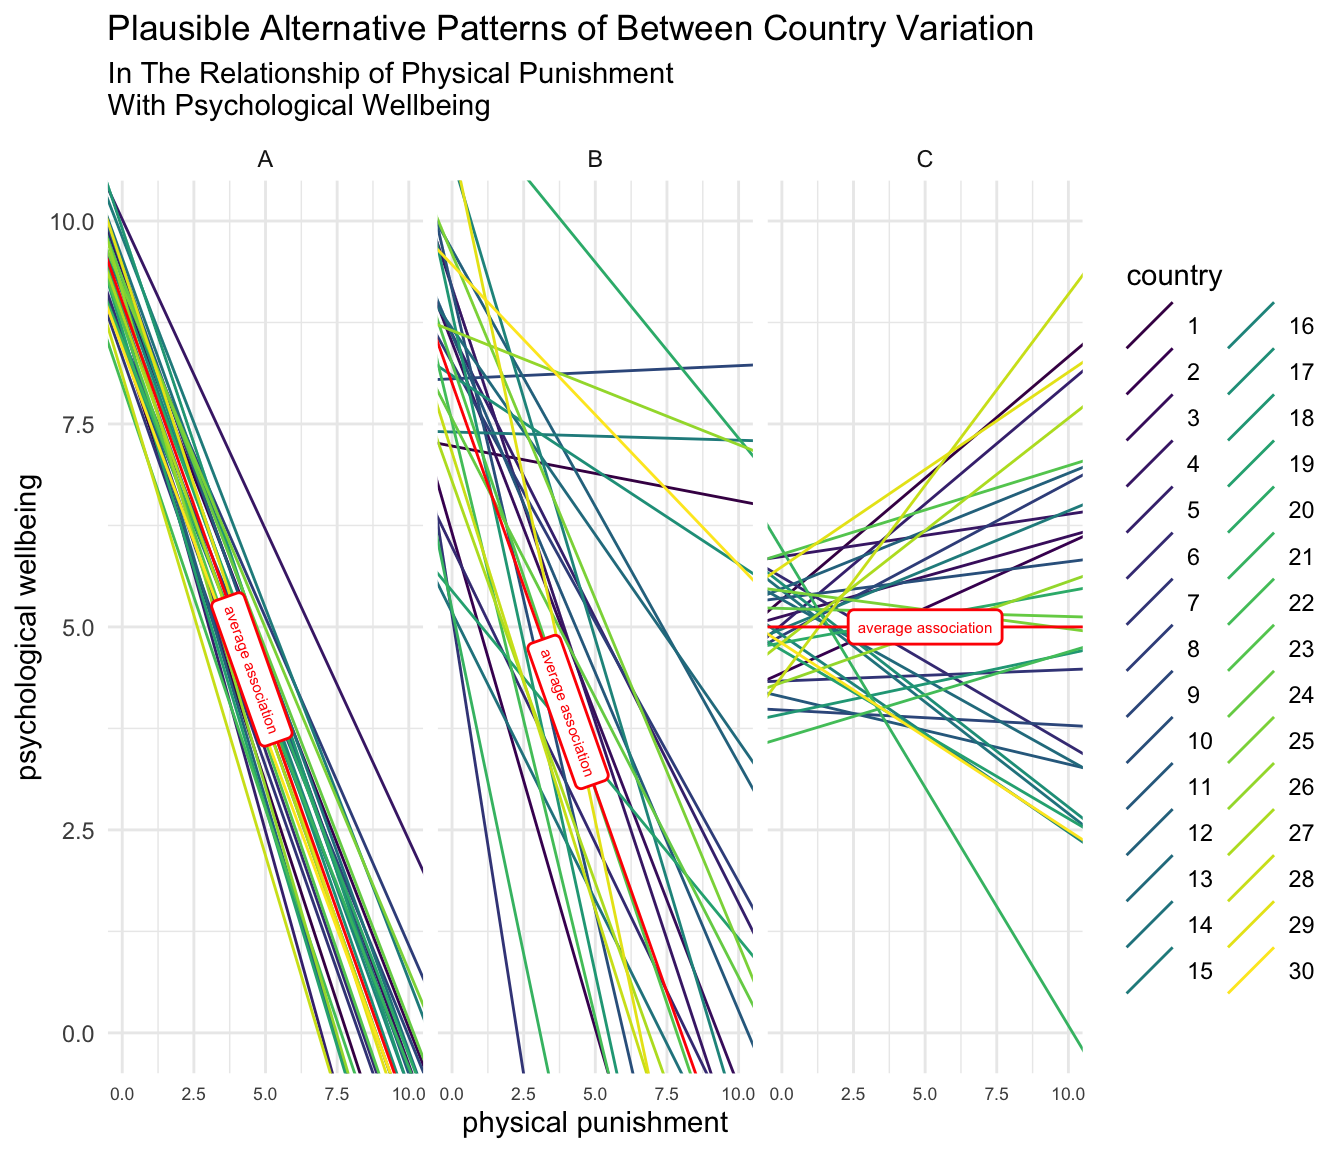 Plausible Alternative Patterns of Between Country Variation
In The Relationship of Physical Punishment
With Psychological Wellbeing
A
B
C
psychological wellbeing
10.0
7.5
5.0
2.5
0.0
average association
average association
average association
0.0 2.5 5.0 7.5 10.0
0.0 2.5 5.0 7.5 10.0
0.0 2.5 5.0 7.5 10.0
physical punishment
country
1
2
3
4
5
6
7
8
9
10
11
12
13
14
15
16
17
18
19
20
21
22
23
24
25
26
27
28
29
30